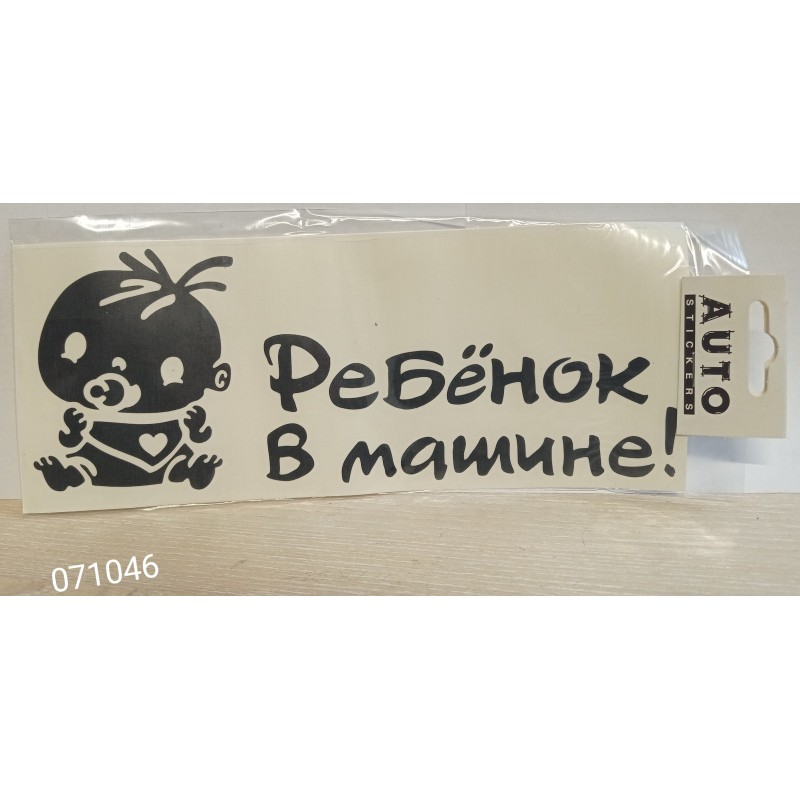 Ребёнок
в машине!
AUTO
STICKERS
071046